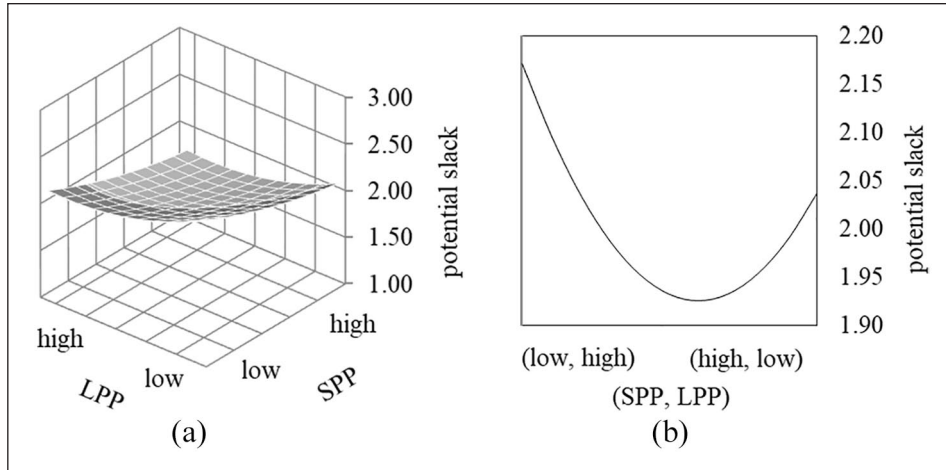 3.00
2.50
2.00
1.50
1.00
potential slack
high
low
LPP
low
high
SPP
(a)
2.20
2.15
2.10
2.05
2.00
1.95
1.90
potential slack
(low, high)
(high, low)
(SPP, LPP)
(b)